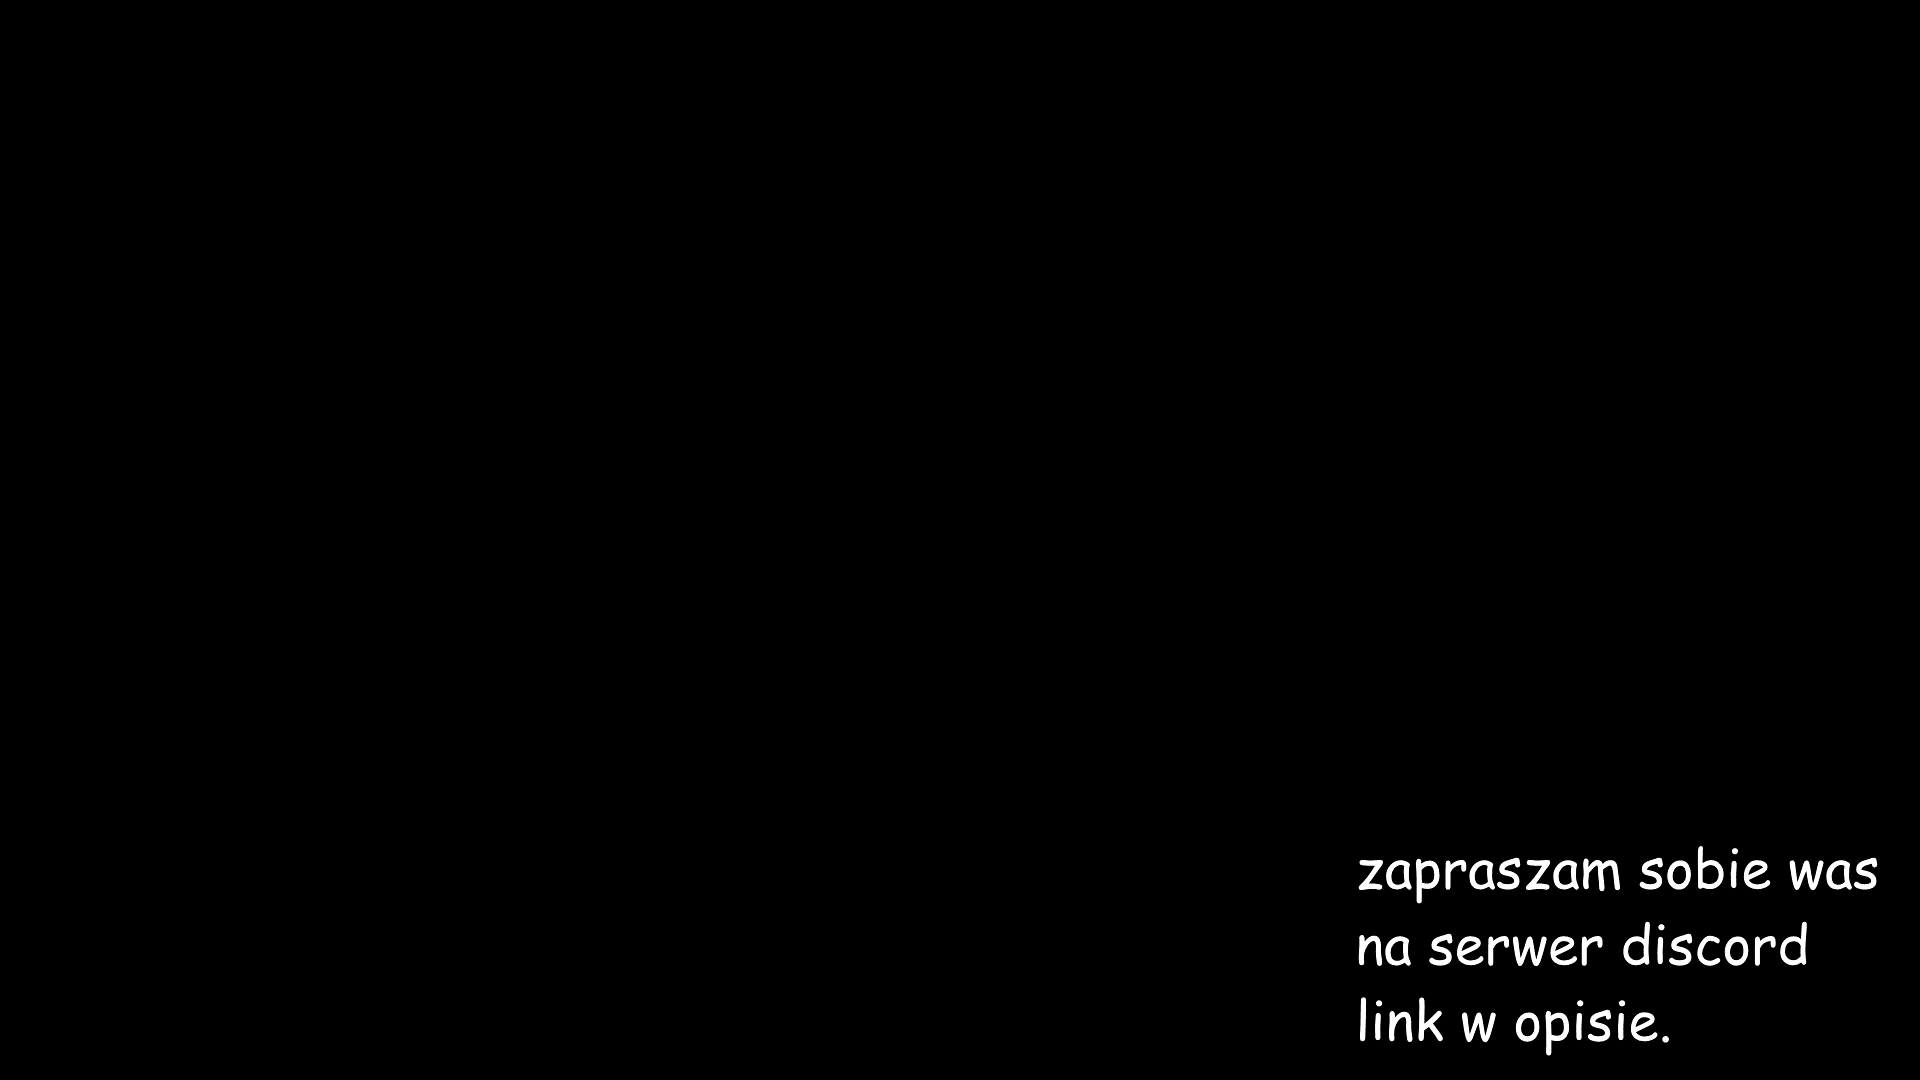 zapraszam sobie was
na serwer discord
link w opisie.